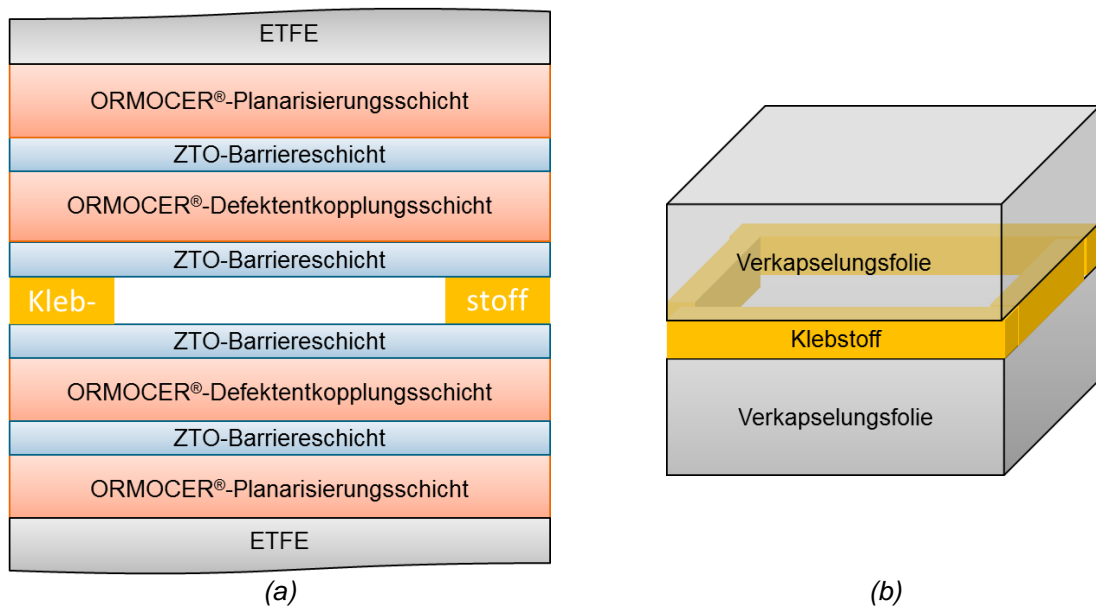 ETFE
ORMOCER®-Planarisierungsschicht
ZTO-Barriereschicht
ORMOCER®-Defektentkopplungsschicht
ZTO-Barriereschicht
Kleb- stoff
ZTO-Barriereschicht
ORMOCER®-Defektentkopplungsschicht
ZTO-Barriereschicht
ORMOCER®-Planarisierungsschicht
ETFE
(a)
Verkapselungsfolie
Klebstoff
Verkapselungsfolie
(b)